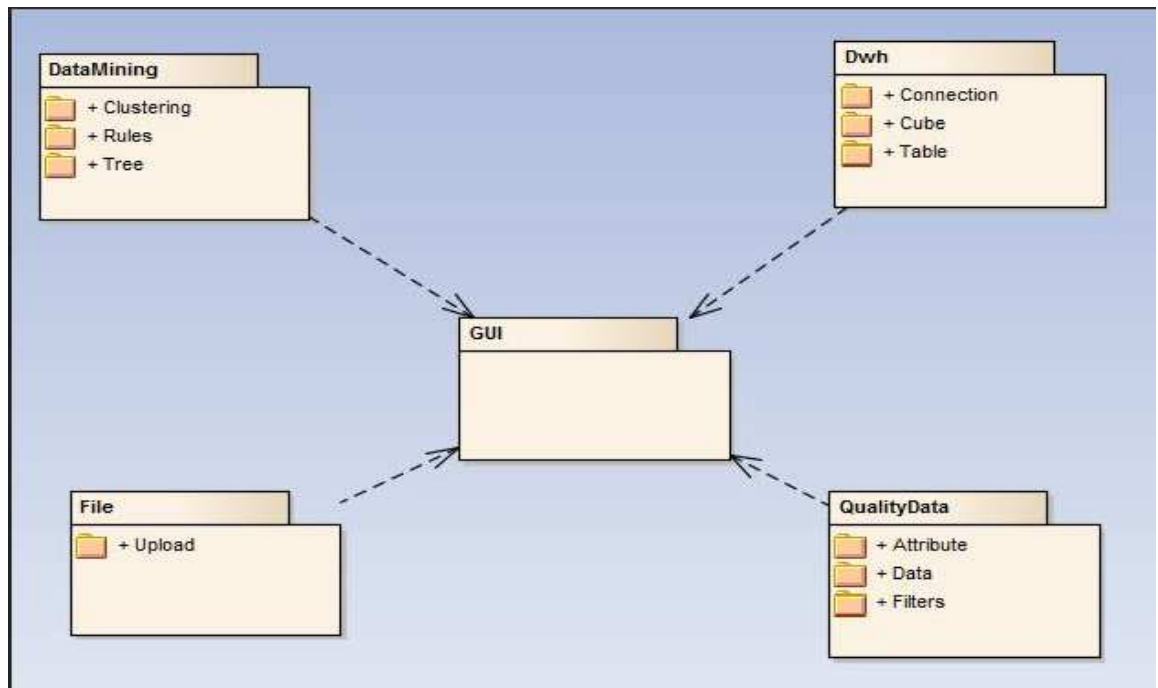 DataMining
+ Clustering
+ Rules
+ Tree
Dwh
+ Connection
+ Cube
+ Table
GUI
File
+ Upload
QualityData
+ Attribute
+ Data
+ Filters